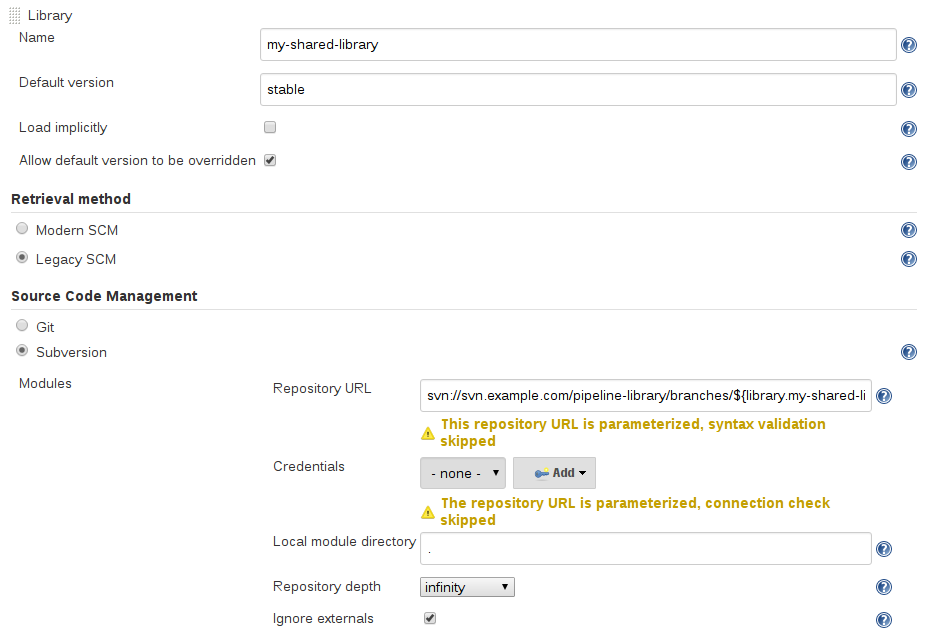 Library
Name
my-shared-library
Default version
stable
Load implicitly
Allow default version to be overridden
Retrieval method
Modern SCM
Legacy SCM
Source Code Management
Git
Subversion
Modules
Repository URL
svn://svn.example.com/pipeline-library/branches/${library.my-shared-li
This repository URL is parameterized, syntax validation
skipped
Credentials
- none -
Add
The repository URL is parameterized, connection check
skipped
Local module directory
.
Repository depth
infinity
Ignore externals